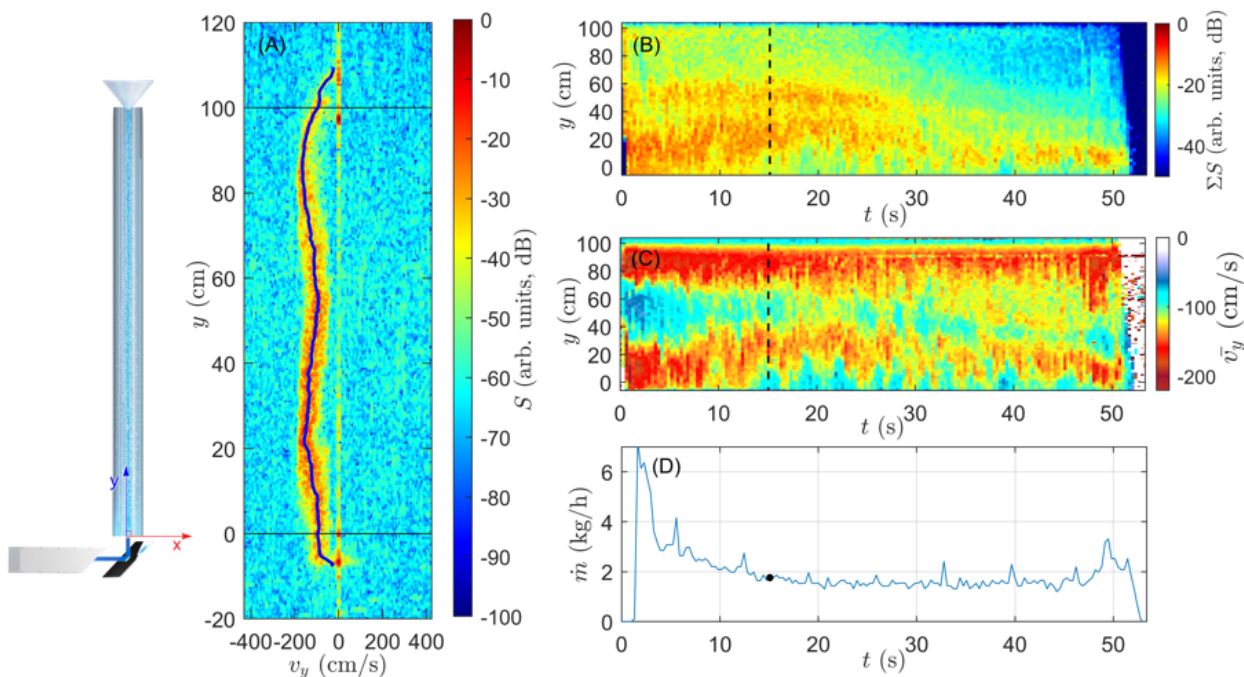 y
x
(A)
120
100
80
60
40
20
0
-20
y (cm)
-400
-200
0
200
400
v_y (cm/s)
0
-10
-20
-30
-40
-50
-60
-70
-80
-90
-100
S (arb. units, dB)
(B)
100
80
60
40
20
0
y (cm)
0 10 20 30 40 50
t (s)
0
-20
-40
ΣS (arb. units, dB)
(C)
100
80
60
40
20
0
y (cm)
0 10 20 30 40 50
t (s)
0
-100
-200
v̄_y (cm/s)
(D)
6
4
2
0
ṁ (kg/h)
0 10 20 30 40 50
t (s)